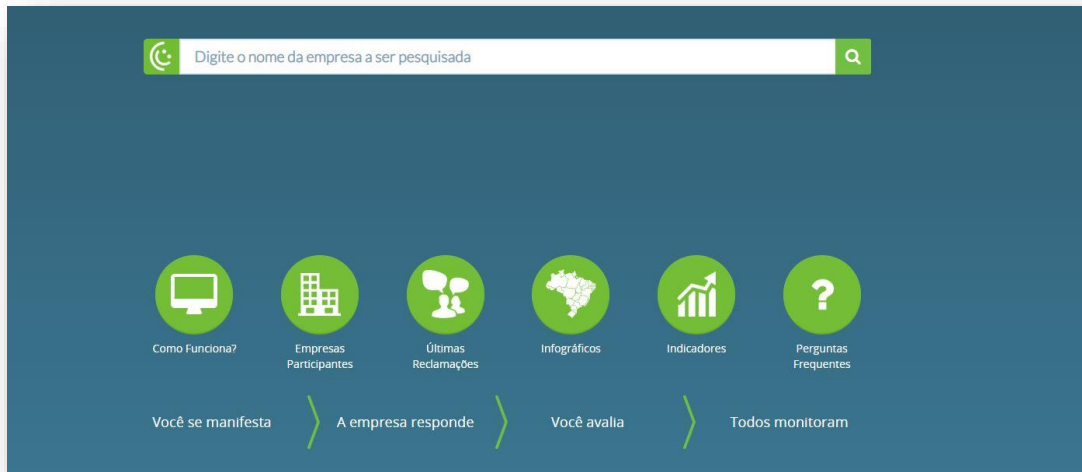 Digite o nome da empresa a ser pesquisada
Como Funciona?
Empresas
Participantes
Últimas
Reclamações
Infográficos
Indicadores
Perguntas
Frequentes
Você se manifesta
A empresa responde
Você avalia
Todos monitoram